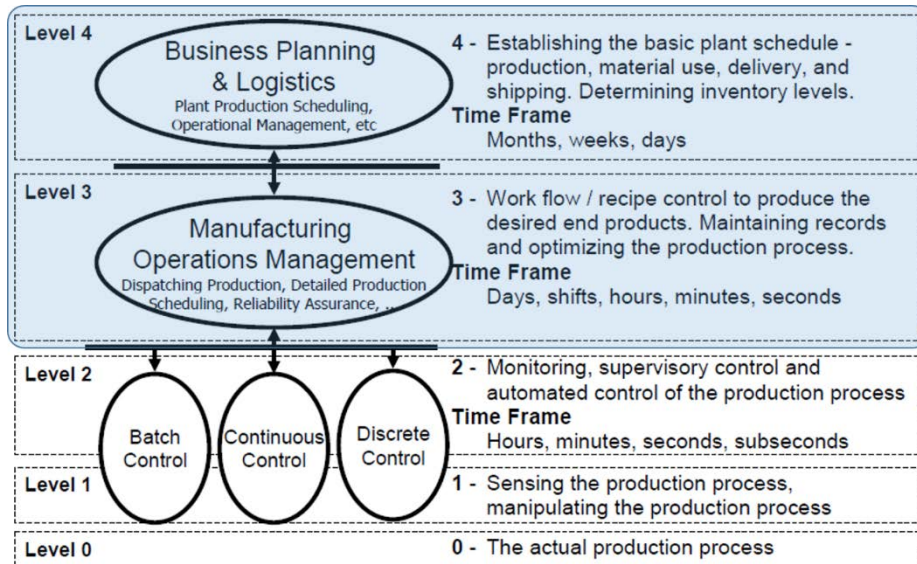 Level 4
Business Planning
& Logistics
Plant Production Scheduling,
Operational Management, etc
4 - Establishing the basic plant schedule -
production, material use, delivery, and
shipping. Determining inventory levels.
Time Frame
Months, weeks, days
Level 3
Manufacturing
Operations Management
Dispatching Production, Detailed Production
Scheduling, Reliability Assurance, ...
3 - Work flow / recipe control to produce the
desired end products. Maintaining records
and optimizing the production process.
Time Frame
Days, shifts, hours, minutes, seconds
Level 2
Batch
Control
Continuous
Control
Discrete
Control
2 - Monitoring, supervisory control and
automated control of the production process
Time Frame
Hours, minutes, seconds, subseconds
Level 1
1 - Sensing the production process,
manipulating the production process
Level 0
0 - The actual production process